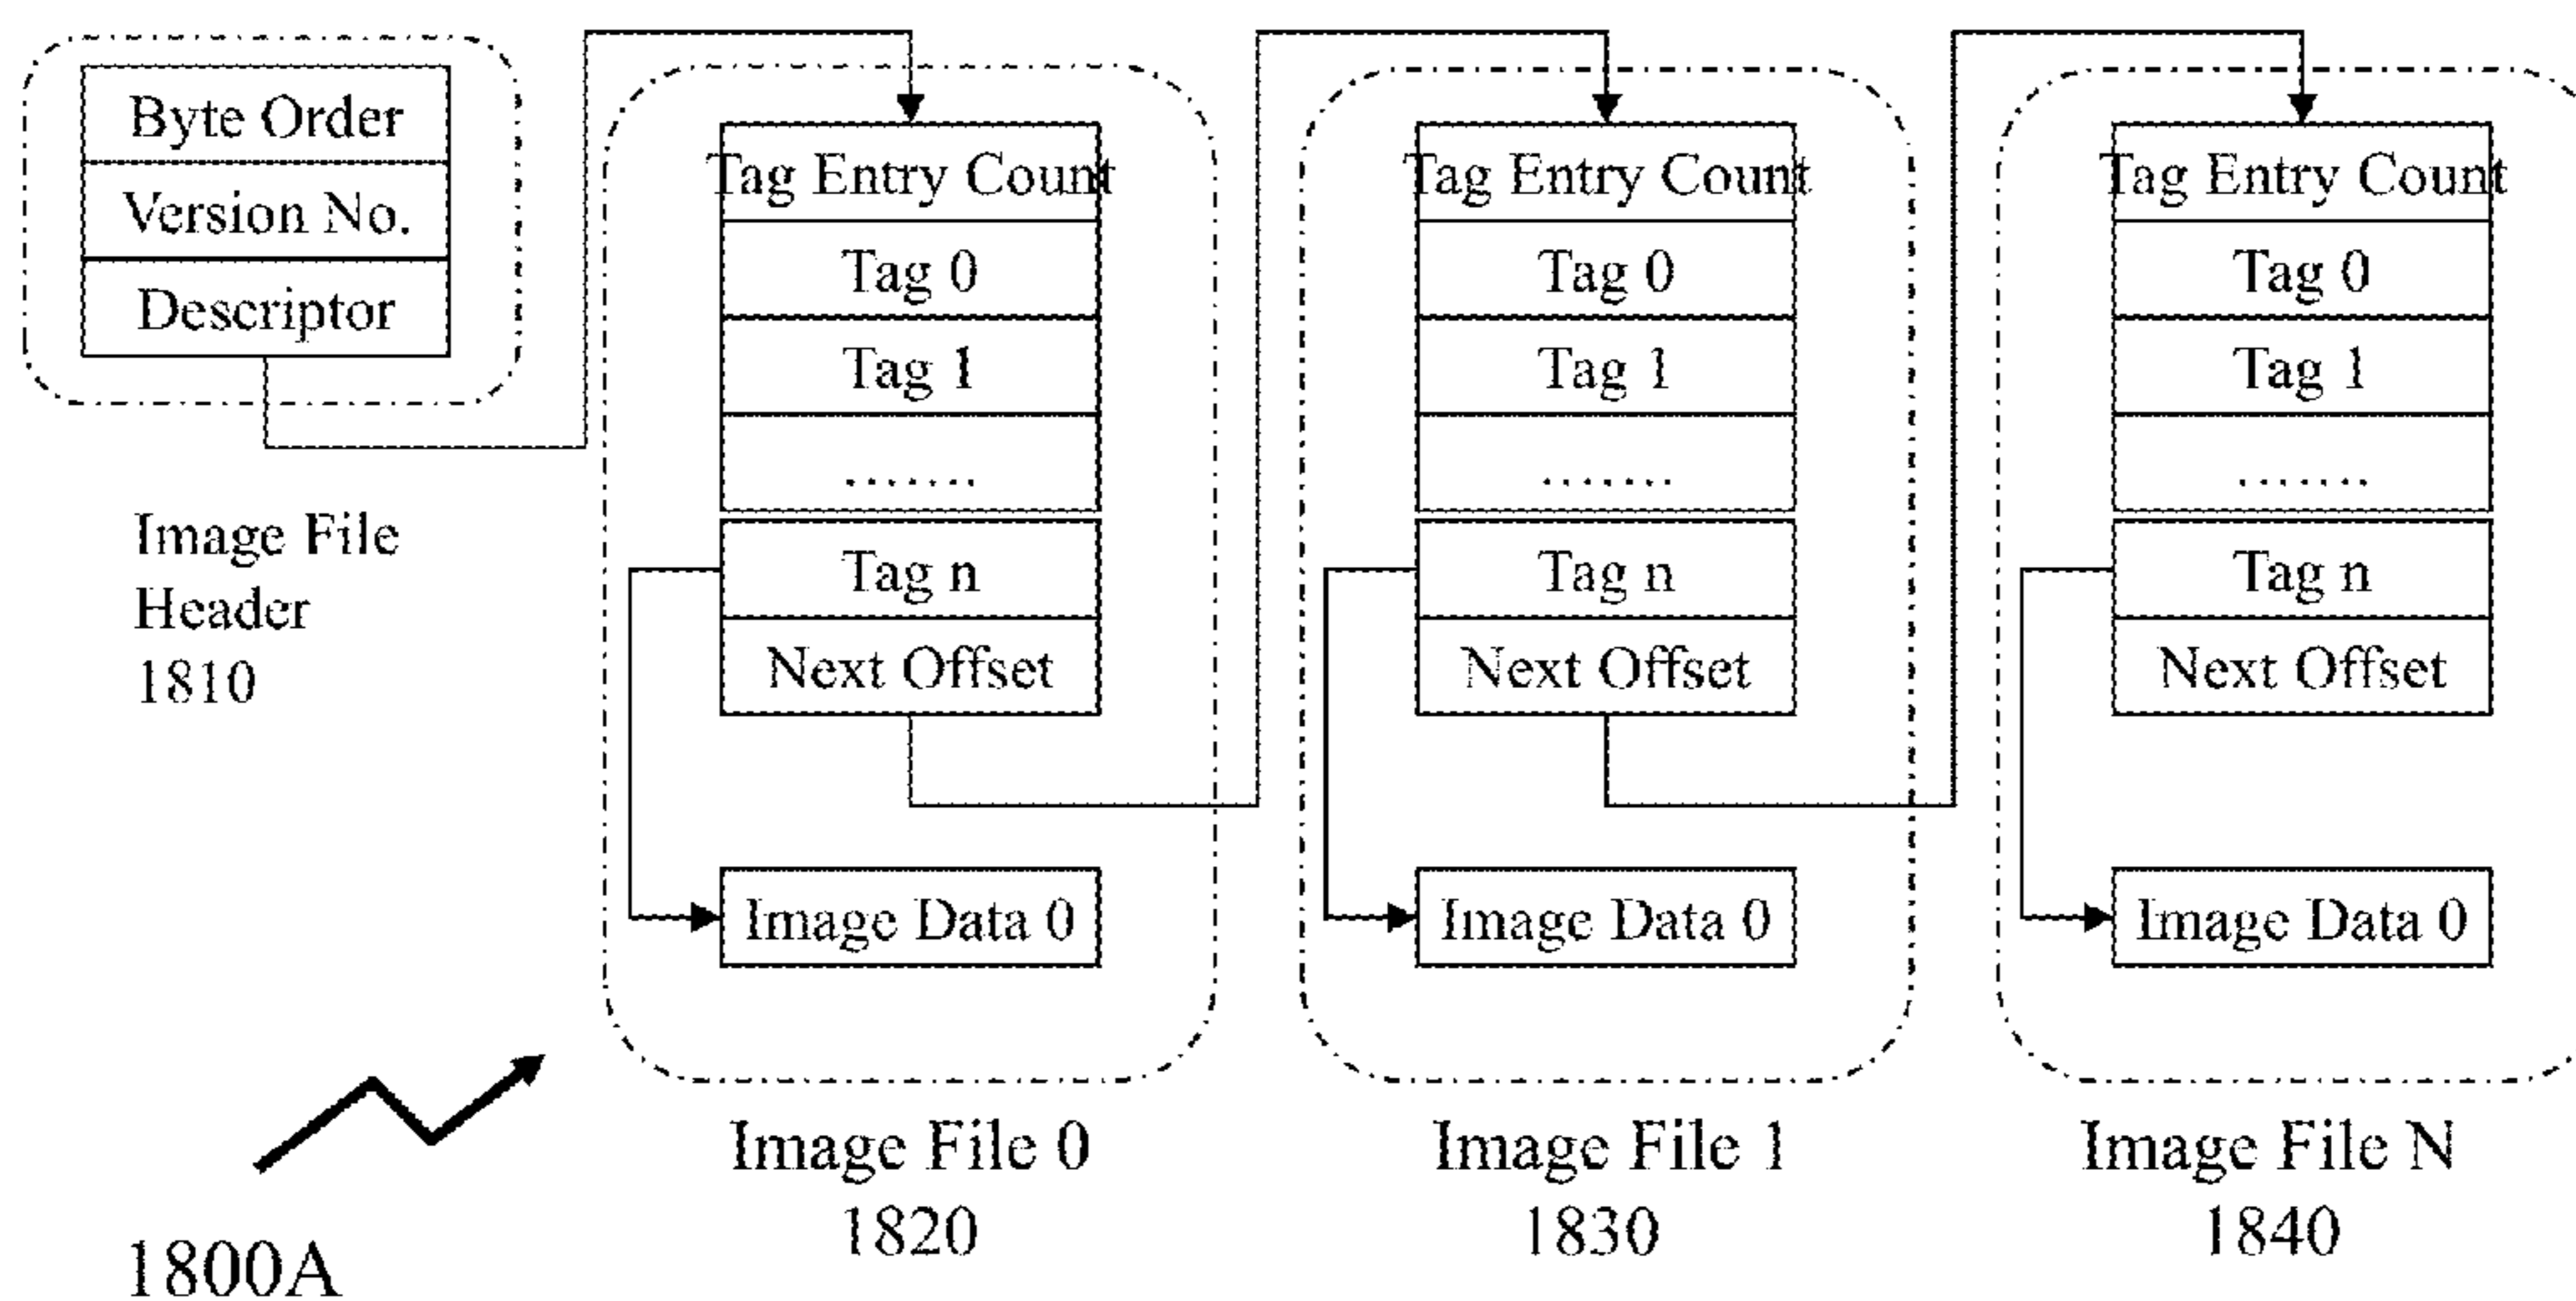 Byte Order
Version No.
Descriptor
Image File
Header
1810
Tag Entry Count
Tag 0
Tag 1
.......
Tag n
Next Offset
Image Data 0
Image File 0
1820
Tag Entry Count
Tag 0
Tag 1
.......
Tag n
Next Offset
Image Data 0
Image File 1
1830
Tag Entry Count
Tag 0
Tag 1
.......
Tag n
Next Offset
Image Data 0
Image File N
1840
1800A